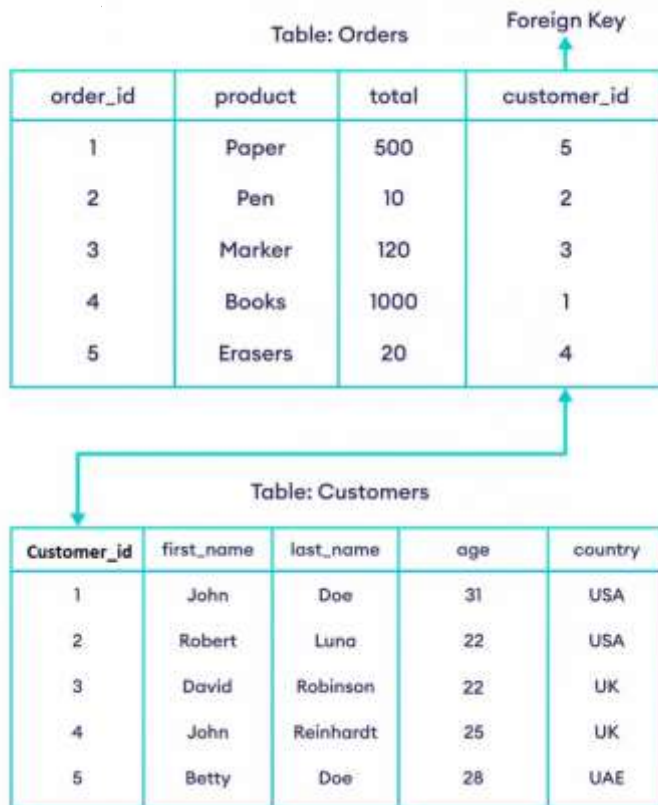 Foreign Key
Table: Orders
order_id product total customer_id
1 Paper 500 5
2 Pen 10 2
3 Marker 120 3
4 Books 1000 1
5 Erasers 20 4
Table: Customers
Customer_id first_name last_name age country
1 John Doe 31 USA
2 Robert Luna 22 USA
3 David Robinson 22 UK
4 John Reinhardt 25 UK
5 Betty Doe 28 UAE